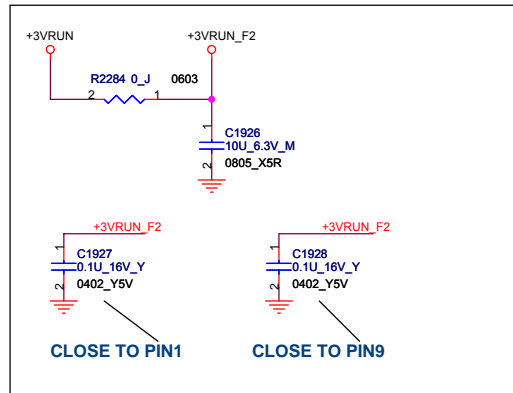 +3VRUN +3VRUN_F2
R2284 0_J 0603
2 1
1
C1926
10U_6.3V_M
2
0805_X5R
+3VRUN_F2 +3VRUN_F2
1 1
C1927 C1928
0.1U_16V_Y 0.1U_16V_Y
2 2
0402_Y5V 0402_Y5V
CLOSE TO PIN1 CLOSE TO PIN9